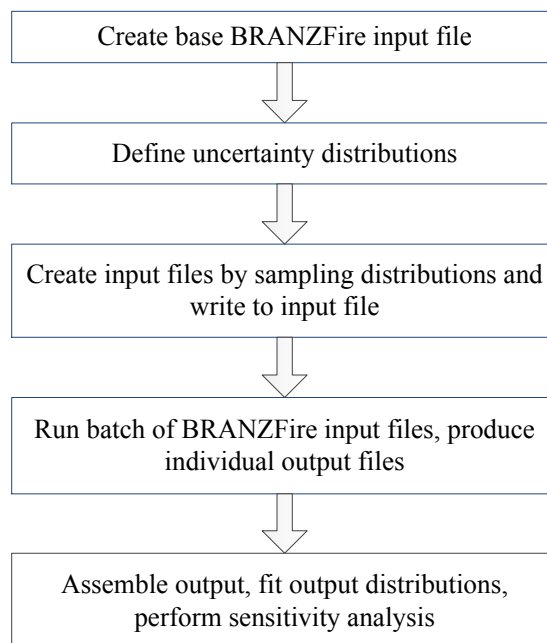 Create base BRANZFire input file
Define uncertainty distributions
Create input files by sampling distributions and
write to input file
Run batch of BRANZFire input files, produce
individual output files
Assemble output, fit output distributions,
perform sensitivity analysis